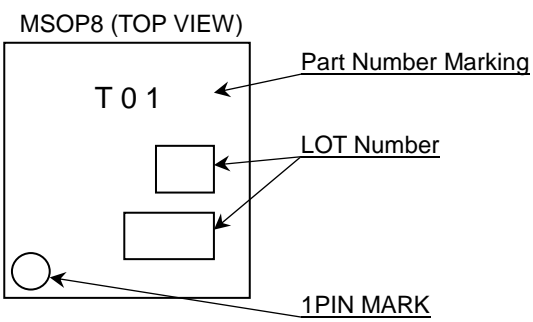 MSOP8 (TOP VIEW)
Part Number Marking
T 0 1
LOT Number
1PIN MARK